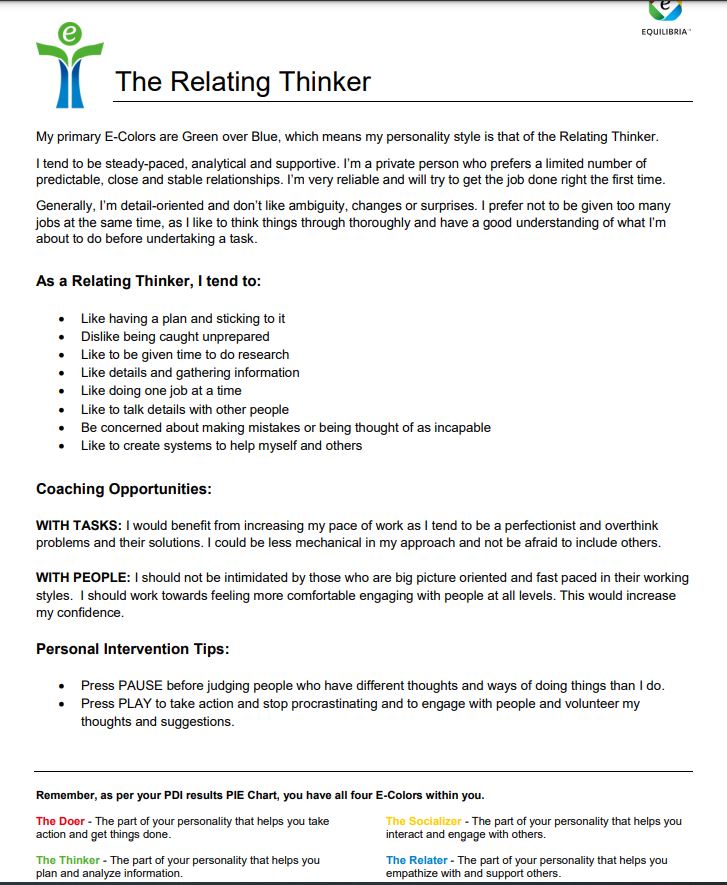 e
EQUILIBRIA™
e
The Relating Thinker
My primary E-Colors are Green over Blue, which means my personality style is that of the Relating Thinker.
I tend to be steady-paced, analytical and supportive. I'm a private person who prefers a limited number of
predictable, close and stable relationships. I'm very reliable and will try to get the job done right the first time.
Generally, I'm detail-oriented and don't like ambiguity, changes or surprises. I prefer not to be given too many
jobs at the same time, as I like to think things through thoroughly and have a good understanding of what I'm
about to do before undertaking a task.
As a Relating Thinker, I tend to:
• Like having a plan and sticking to it
• Dislike being caught unprepared
• Like to be given time to do research
• Like details and gathering information
• Like doing one job at a time
• Like to talk details with other people
• Be concerned about making mistakes or being thought of as incapable
• Like to create systems to help myself and others
Coaching Opportunities:
WITH TASKS: I would benefit from increasing my pace of work as I tend to be a perfectionist and overthink
problems and their solutions. I could be less mechanical in my approach and not be afraid to include others.
WITH PEOPLE: I should not be intimidated by those who are big picture oriented and fast paced in their working
styles.  I should work towards feeling more comfortable engaging with people at all levels. This would increase
my confidence.
Personal Intervention Tips:
• Press PAUSE before judging people who have different thoughts and ways of doing things than I do.
• Press PLAY to take action and stop procrastinating and to engage with people and volunteer my
thoughts and suggestions.
Remember, as per your PDI results PIE Chart, you have all four E-Colors within you.
The Doer - The part of your personality that helps you take
action and get things done.
The Socializer - The part of your personality that helps you
interact and engage with others.
The Thinker - The part of your personality that helps you
plan and analyze information.
The Relater - The part of your personality that helps you
empathize with and support others.